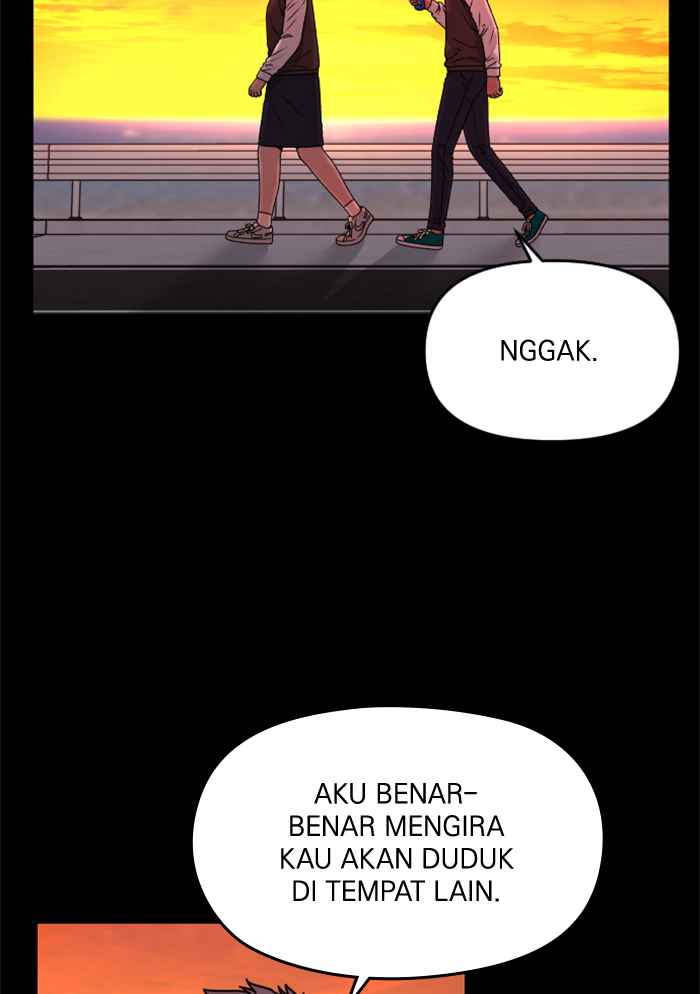 NGGAK.
AKU BENAR-
BENAR MENGIRA
KAU AKAN DUDUK
DI TEMPAT LAIN.